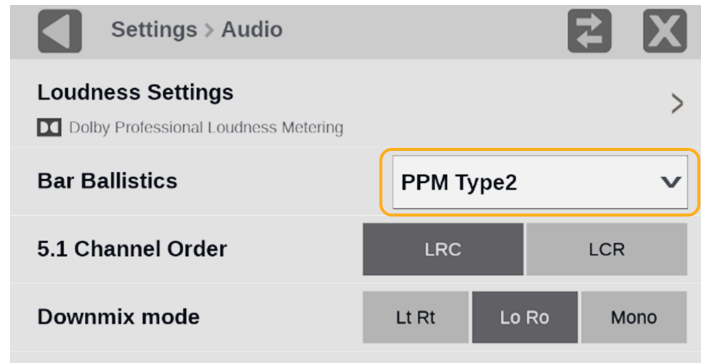 Settings > Audio
Loudness Settings
Dolby Professional Loudness Metering
Bar Ballistics
PPM Type2
5.1 Channel Order
LRC
LCR
Downmix mode
Lt Rt
Lo Ro
Mono